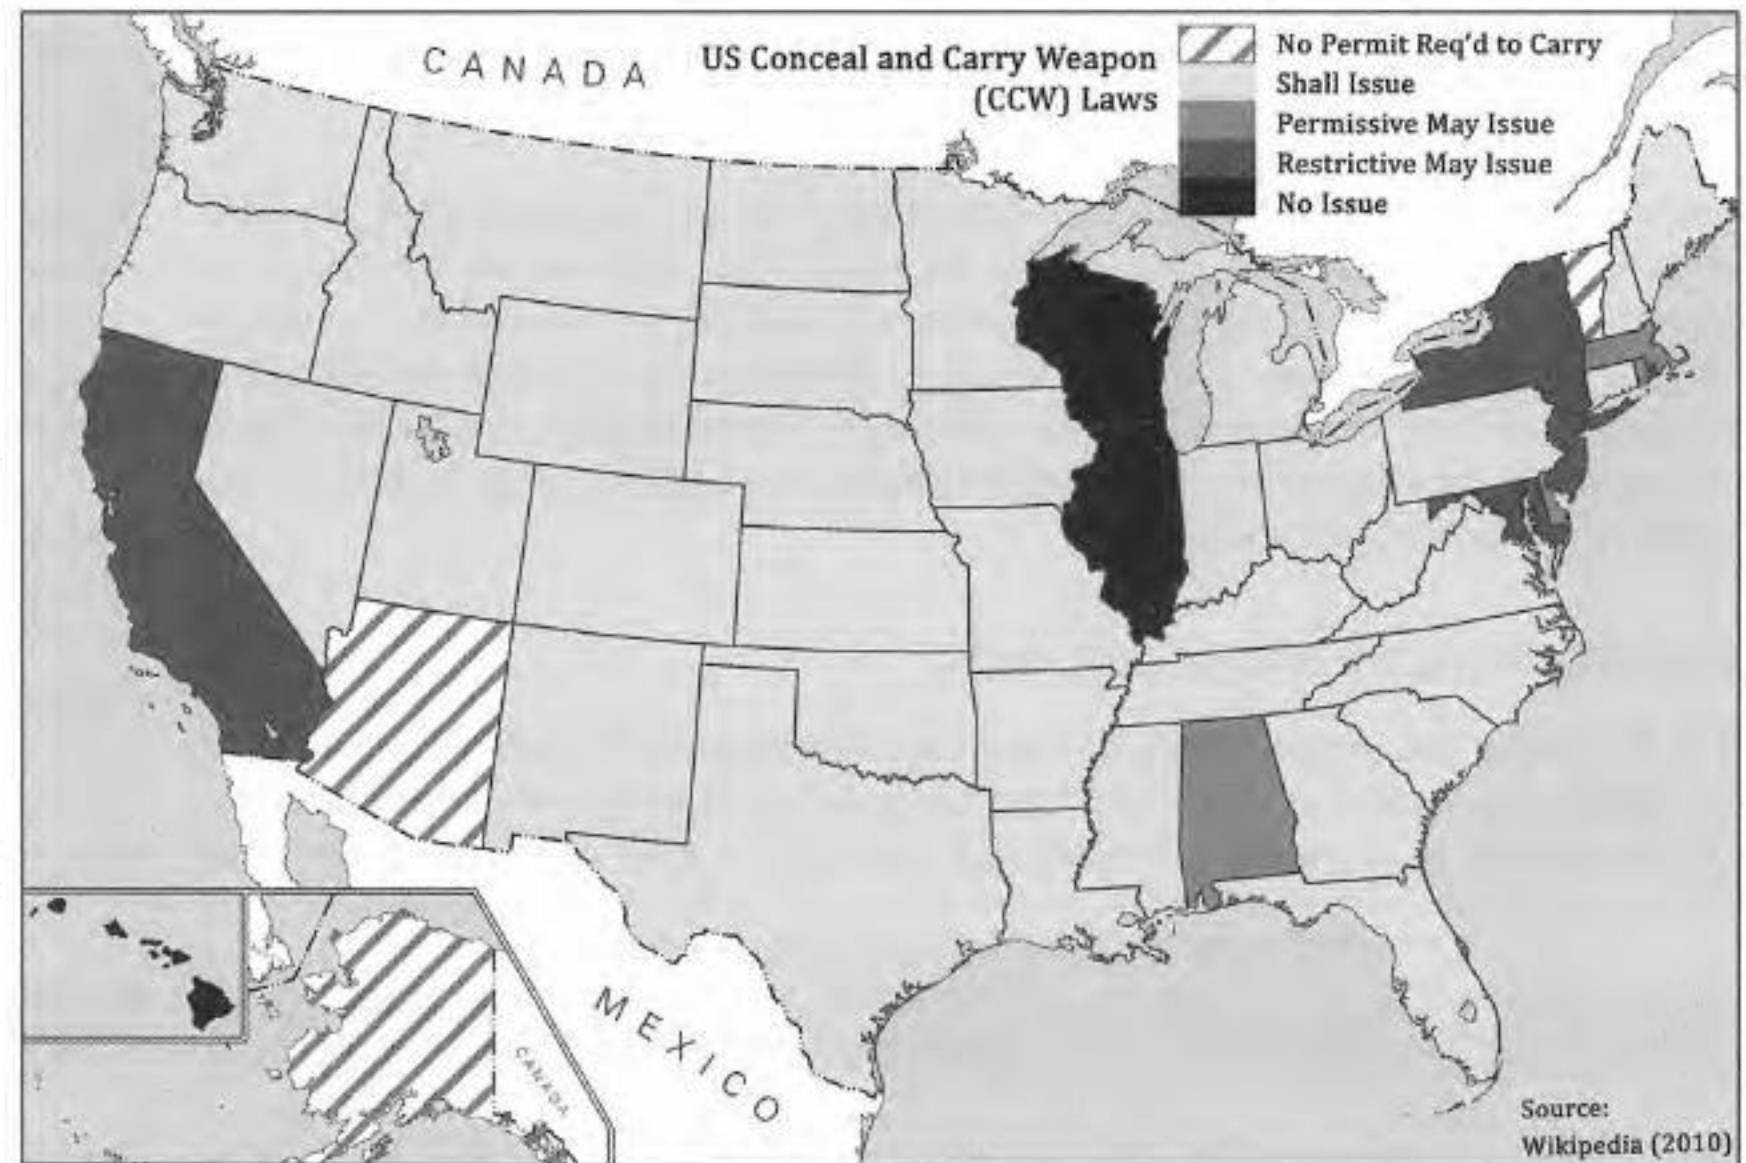 CANADA
US Conceal and Carry Weapon
(CCW) Laws
No Permit Req'd to Carry
Shall Issue
Permissive May Issue
Restrictive May Issue
No Issue
MEXICO
CANADA
Source:
Wikipedia (2010)